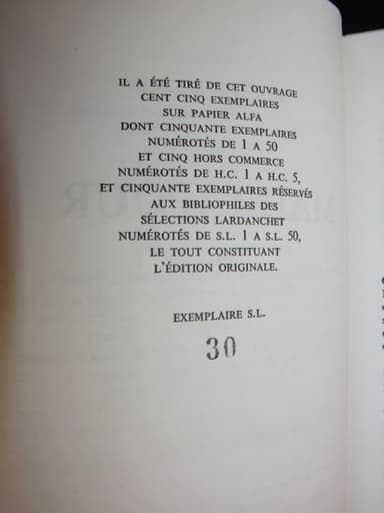 IL A ÉTÉ TIRÉ DE CET OUVRAGE
CENT CINQ EXEMPLAIRES
SUR PAPIER ALFA
DONT CINQUANTE EXEMPLAIRES
NUMÉROTÉS DE 1 A 50
ET CINQ HORS COMMERCE
NUMÉROTÉS DE H.C. 1 A H.C. 5,
ET CINQUANTE EXEMPLAIRES RÉSERVÉS
AUX BIBLIOPHILES DES
SÉLECTIONS LARDANCHET
NUMÉROTÉS DE S.L. 1 A S.L. 50,
LE TOUT CONSTITUANT
L'ÉDITION ORIGINALE.
EXEMPLAIRE S.L.
30